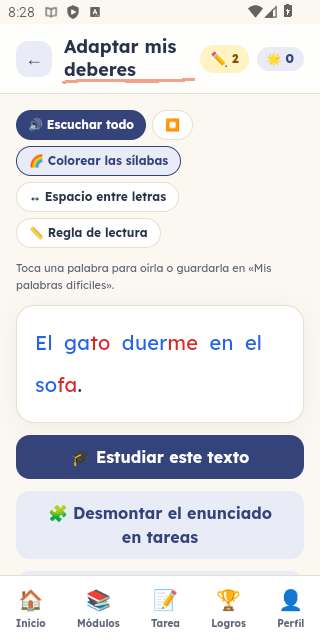 8:28
Adaptar mis
deberes
← ✏️ 2 🌟 0
🔊 Escuchar todo
🌈 Colorear las sílabas
↔ Espacio entre letras
📏 Regla de lectura
Toca una palabra para oírla o guardarla en «Mis
palabras difíciles».
El gato duerme en el
sofa.
🎓 Estudiar este texto
🧩 Desmontar el enunciado
en tareas
Inicio Módulos Tarea Logros Perfil